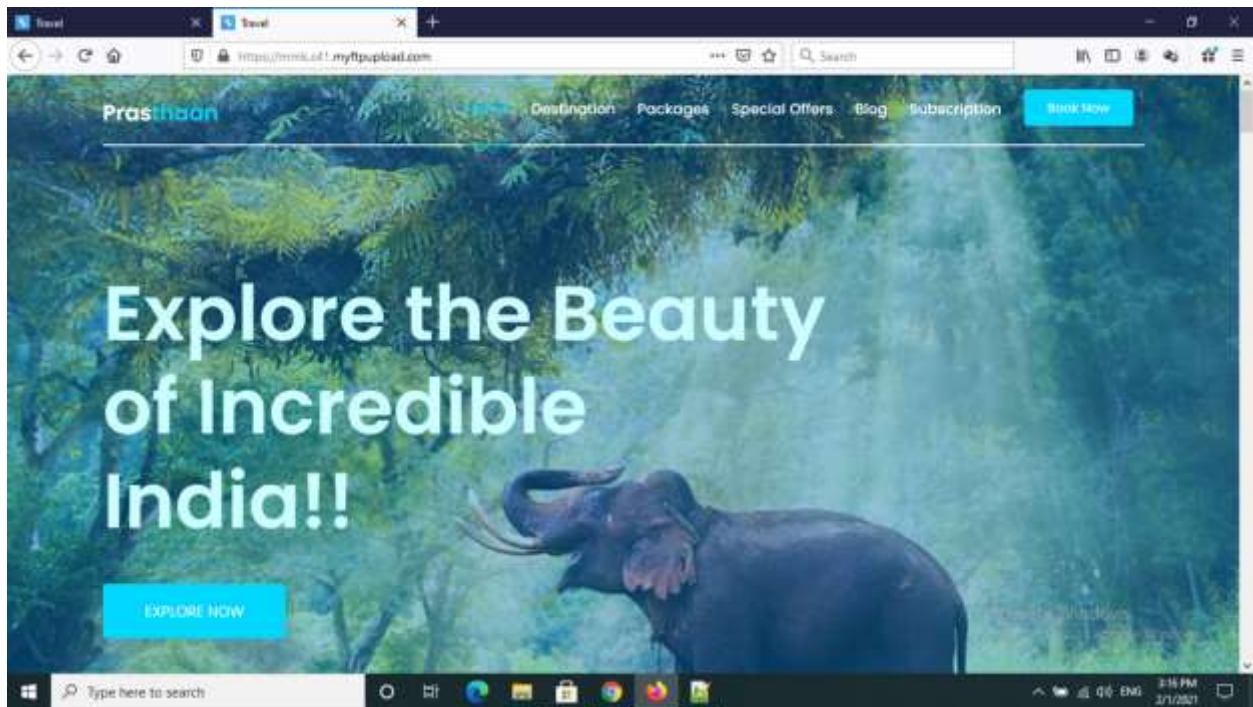 Travel
Travel
myftpupload.com
Search
Prasthaan
Home Destination Packages Special Offers Blog Subscription Book Now
Explore the Beauty
of Incredible
India!!
EXPLORE NOW
Type here to search
ENG
3:16 PM
2/1/2021